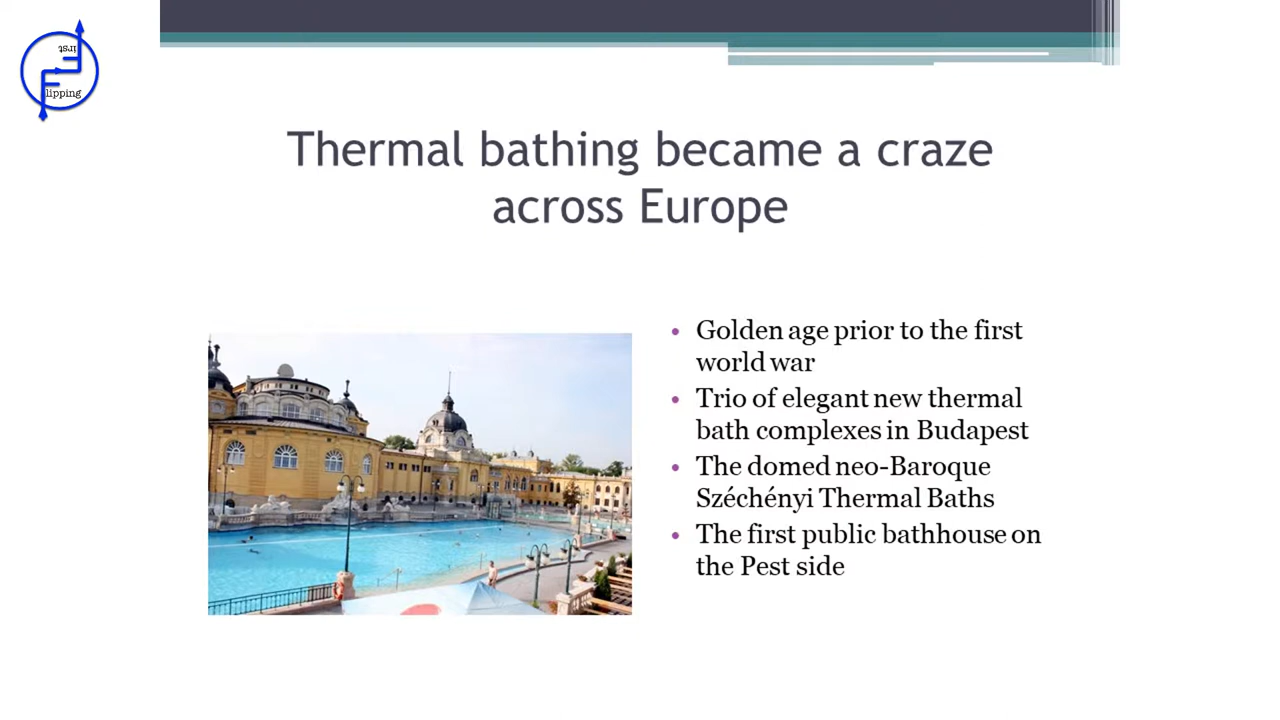 Flipping
First
Thermal bathing became a craze
across Europe
• Golden age prior to the first
world war
• Trio of elegant new thermal
bath complexes in Budapest
• The domed neo-Baroque
Széchényi Thermal Baths
• The first public bathhouse on
the Pest side